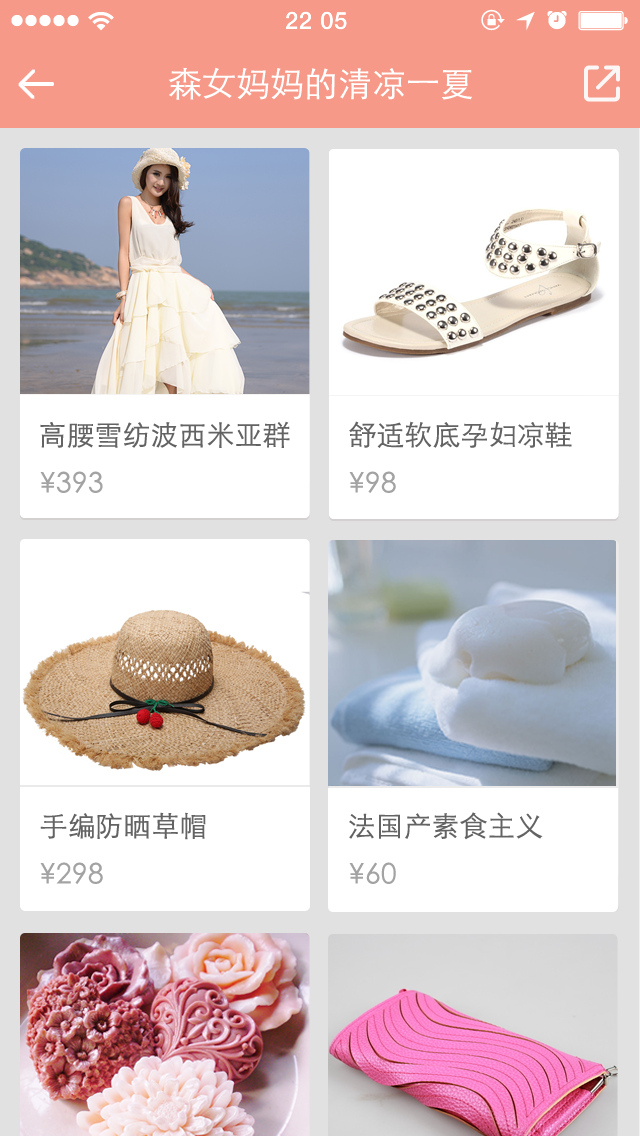 22 05
森女妈妈的清凉一夏
高腰雪纺波西米亚群
¥393
舒适软底孕妇凉鞋
¥98
手编防晒草帽
¥298
法国产素食主义
¥60